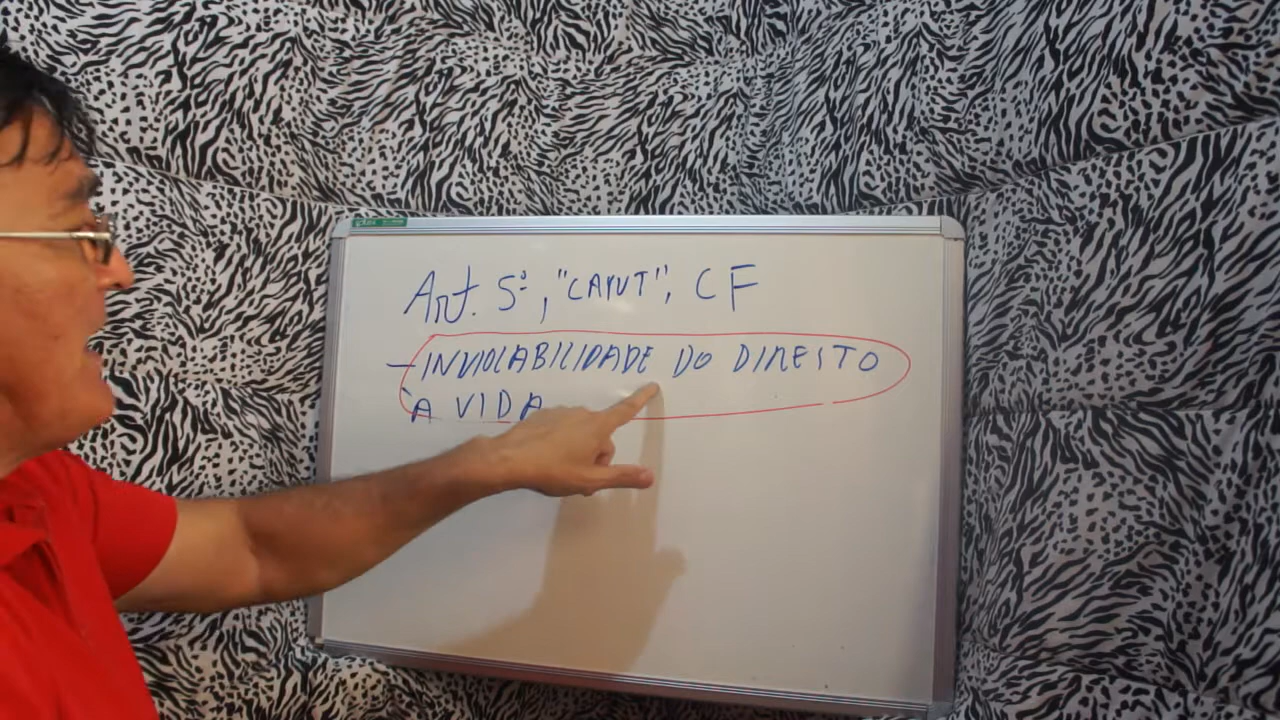 Art. 5º, "CAPUT", CF
- INVIOLABILIDADE DO DIREITO
À VIDA